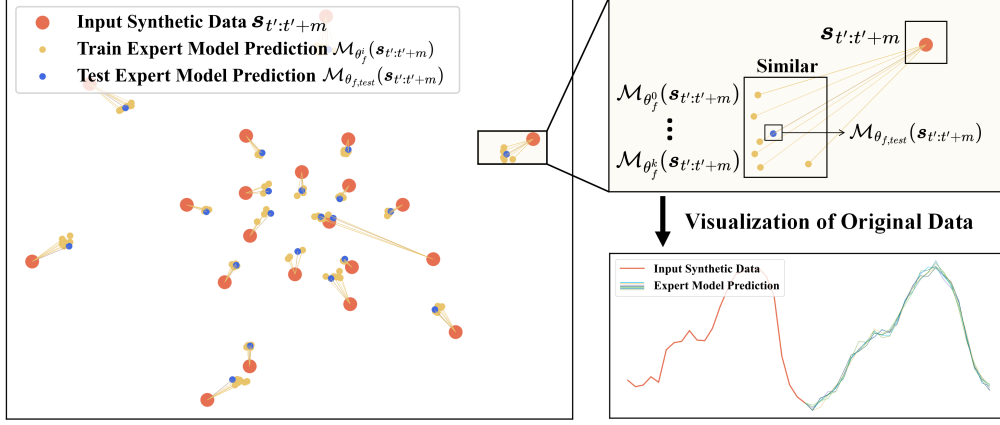 Input Synthetic Data 𝒔_{t′:t′+m}
Train Expert Model Prediction ℳ_{θ_f^i}(𝒔_{t′:t′+m})
Test Expert Model Prediction ℳ_{θ_{f,test}}(𝒔_{t′:t′+m})
𝒔_{t′:t′+m}
Similar
ℳ_{θ_f^0}(𝒔_{t′:t′+m})
⋮
ℳ_{θ_{f,test}}(𝒔_{t′:t′+m})
ℳ_{θ_f^k}(𝒔_{t′:t′+m})
Visualization of Original Data
Input Synthetic Data
Expert Model Prediction